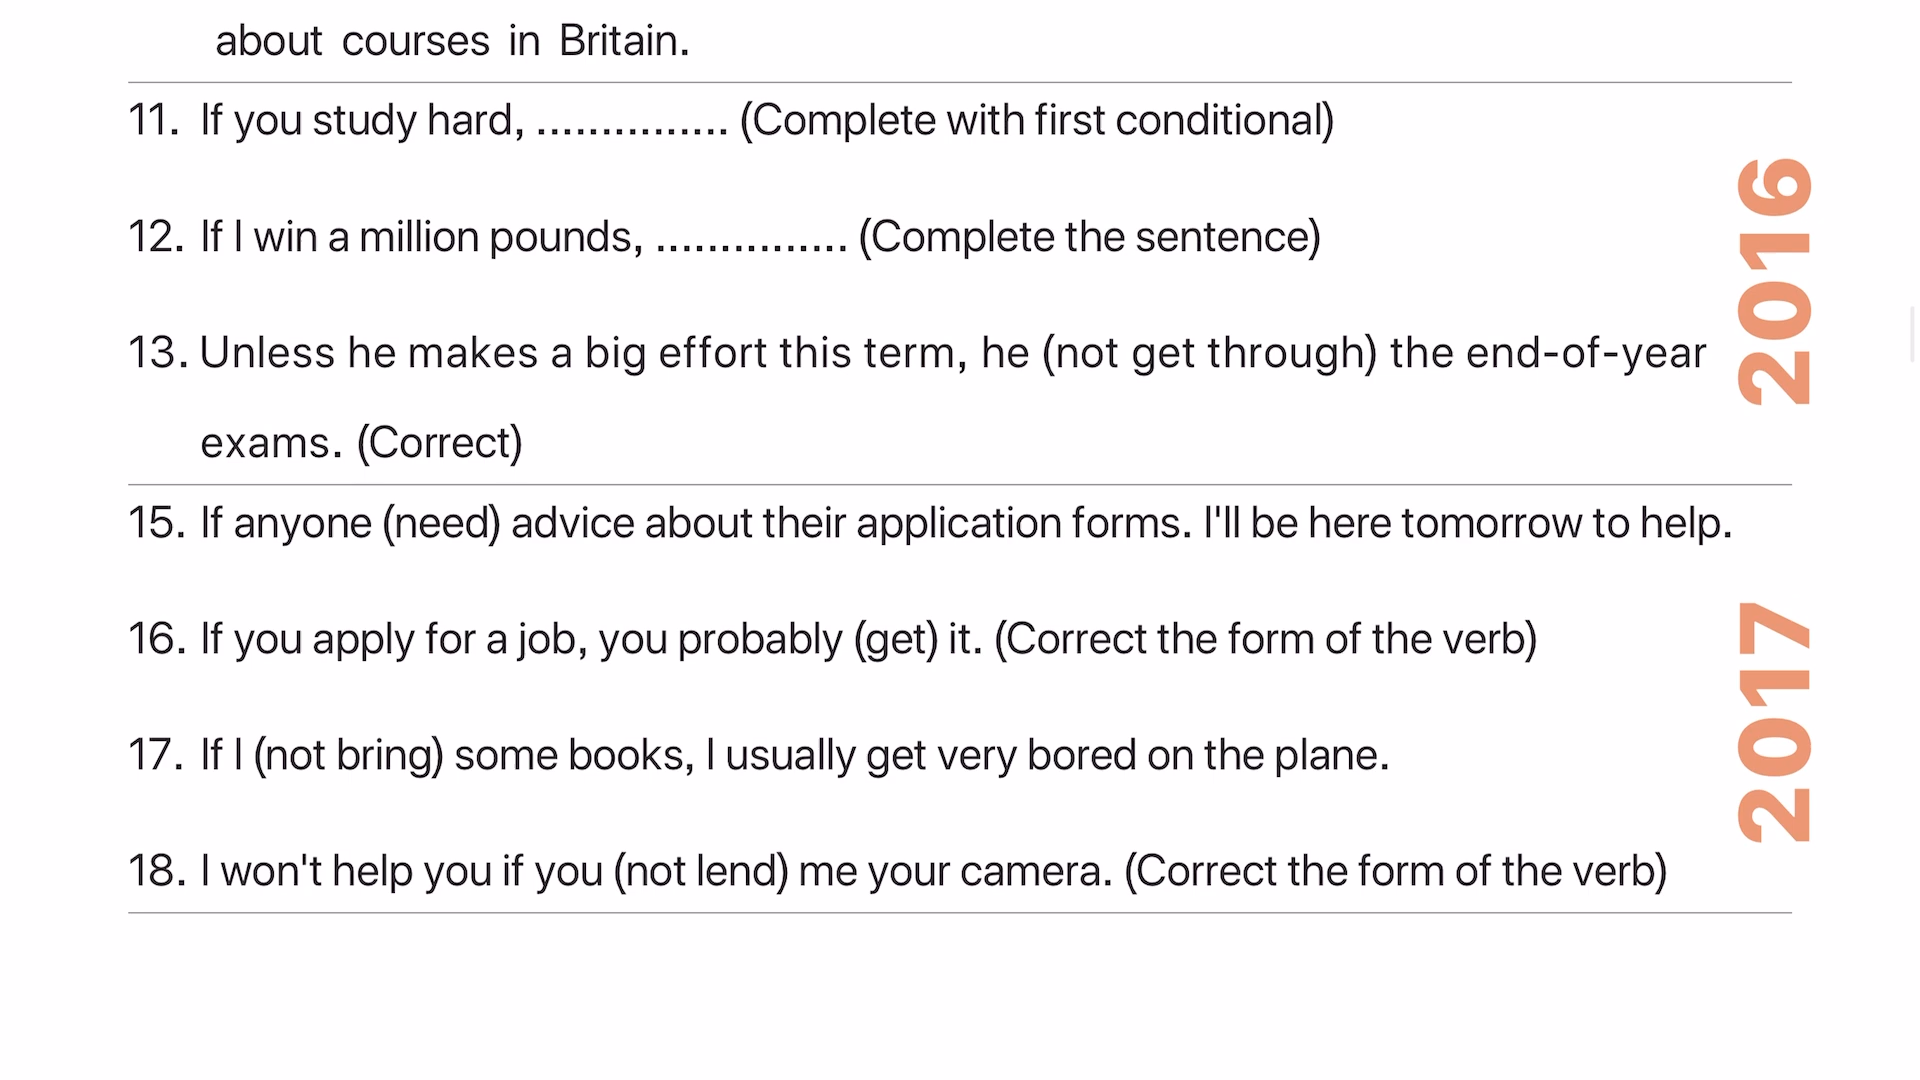 about courses in Britain.
11. If you study hard, ............... (Complete with first conditional)
12. If I win a million pounds, ............... (Complete the sentence)
13. Unless he makes a big effort this term, he (not get through) the end-of-year
exams. (Correct)
2016
15. If anyone (need) advice about their application forms. I'll be here tomorrow to help.
16. If you apply for a job, you probably (get) it. (Correct the form of the verb)
17. If I (not bring) some books, I usually get very bored on the plane.
18. I won't help you if you (not lend) me your camera. (Correct the form of the verb)
2017